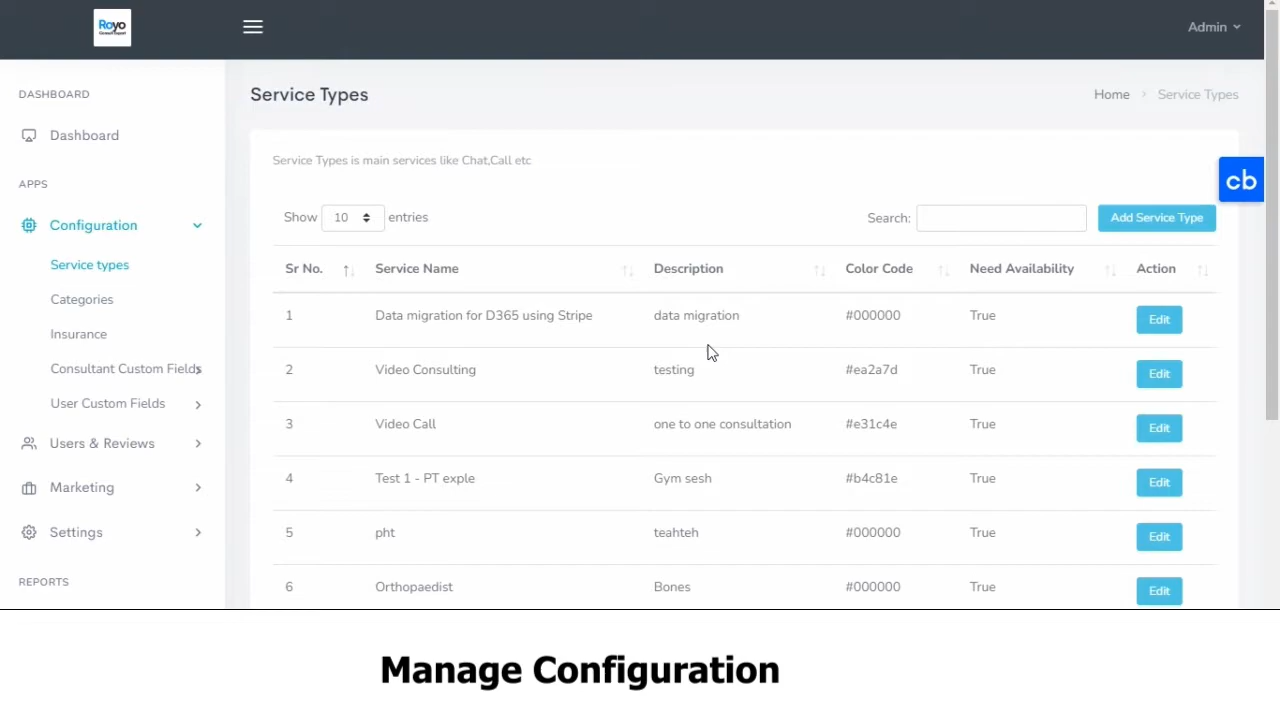 Royo
Admin
DASHBOARD
Service Types
Home > Service Types
Dashboard
Service Types is main services like Chat,Call etc
APPS
cb
Show 10 entries
Search:
Add Service Type
Configuration
Service types
Categories
Insurance
Consultant Custom Fields
User Custom Fields
Users & Reviews
Marketing
Settings
REPORTS
Sr No. Service Name Description Color Code Need Availability Action
1 Data migration for D365 using Stripe data migration #000000 True Edit
2 Video Consulting testing #ea2a7d True Edit
3 Video Call one to one consultation #e31c4e True Edit
4 Test 1 - PT exple Gym sesh #b4c81e True Edit
5 pht teahteh #000000 True Edit
6 Orthopaedist Bones #000000 True Edit
Manage Configuration